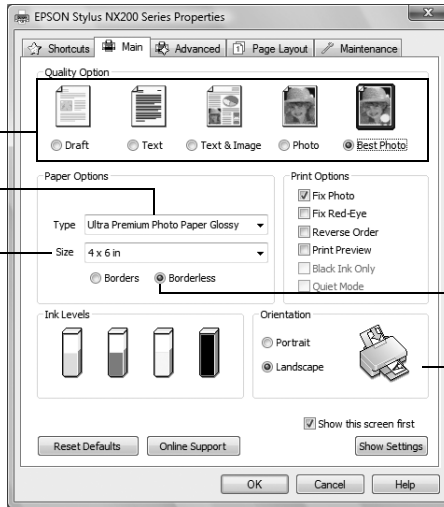 EPSON Stylus NX200 Series Properties
Shortcuts Main Advanced Page Layout Maintenance
Quality Option
Draft Text Text & Image Photo Best Photo
Paper Options
Type Ultra Premium Photo Paper Glossy
Size 4 x 6 in
Borders Borderless
Print Options
Fix Photo
Fix Red-Eye
Reverse Order
Print Preview
Black Ink Only
Quiet Mode
Ink Levels
Orientation
Portrait
Landscape
Show this screen first
Reset Defaults Online Support Show Settings
OK Cancel Help